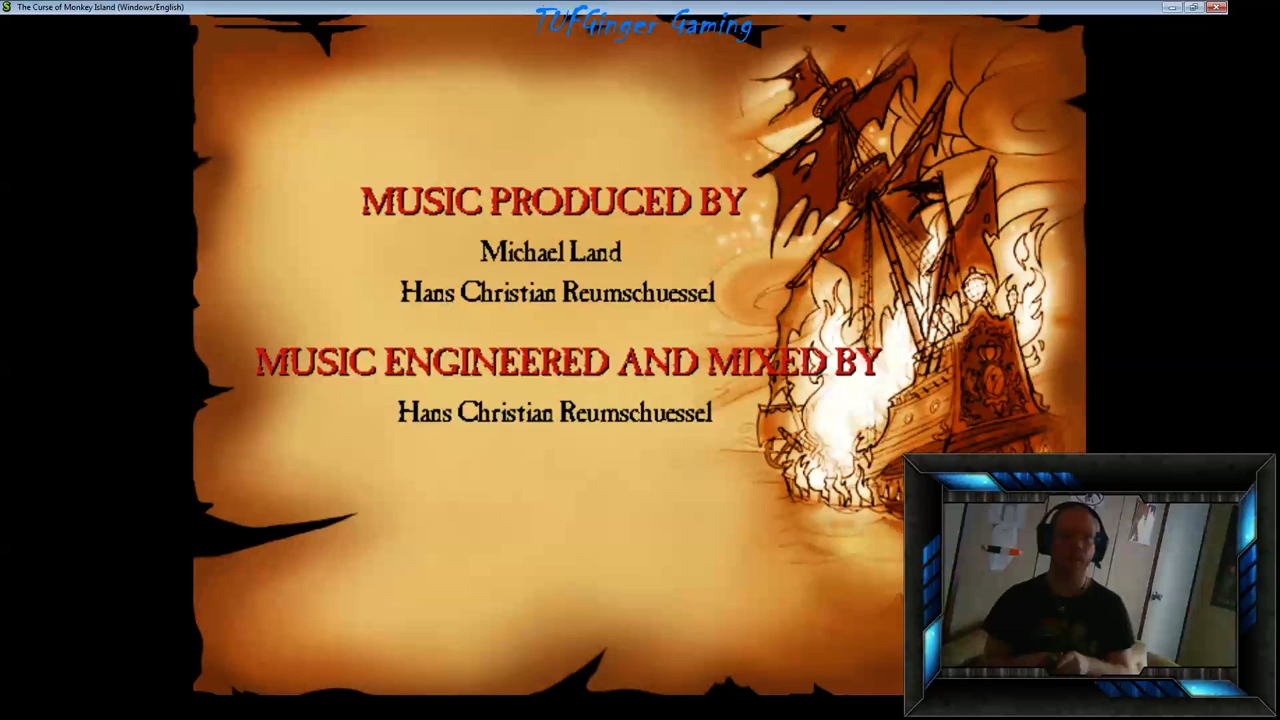 The Curse of Monkey Island (Windows/English)
TUFGinger Gaming
MUSIC PRODUCED BY
Michael Land
Hans Christian Reumschuessel
MUSIC ENGINEERED AND MIXED BY
Hans Christian Reumschuessel